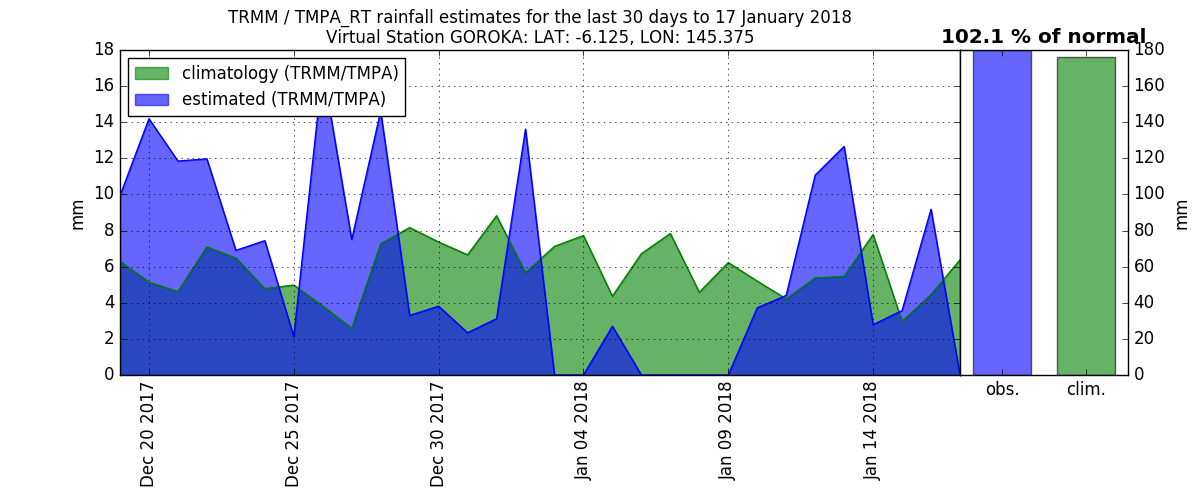 TRMM / TMPA_RT rainfall estimates for the last 30 days to 17 January 2018
Virtual Station GOROKA: LAT: -6.125, LON: 145.375
102.1 % of normal
climatology (TRMM/TMPA)
estimated (TRMM/TMPA)
mm
18
16
14
12
10
8
6
4
2
0
Dec 20 2017
Dec 25 2017
Dec 30 2017
Jan 04 2018
Jan 09 2018
Jan 14 2018
180
160
140
120
100
80
60
40
20
0
mm
obs.
clim.